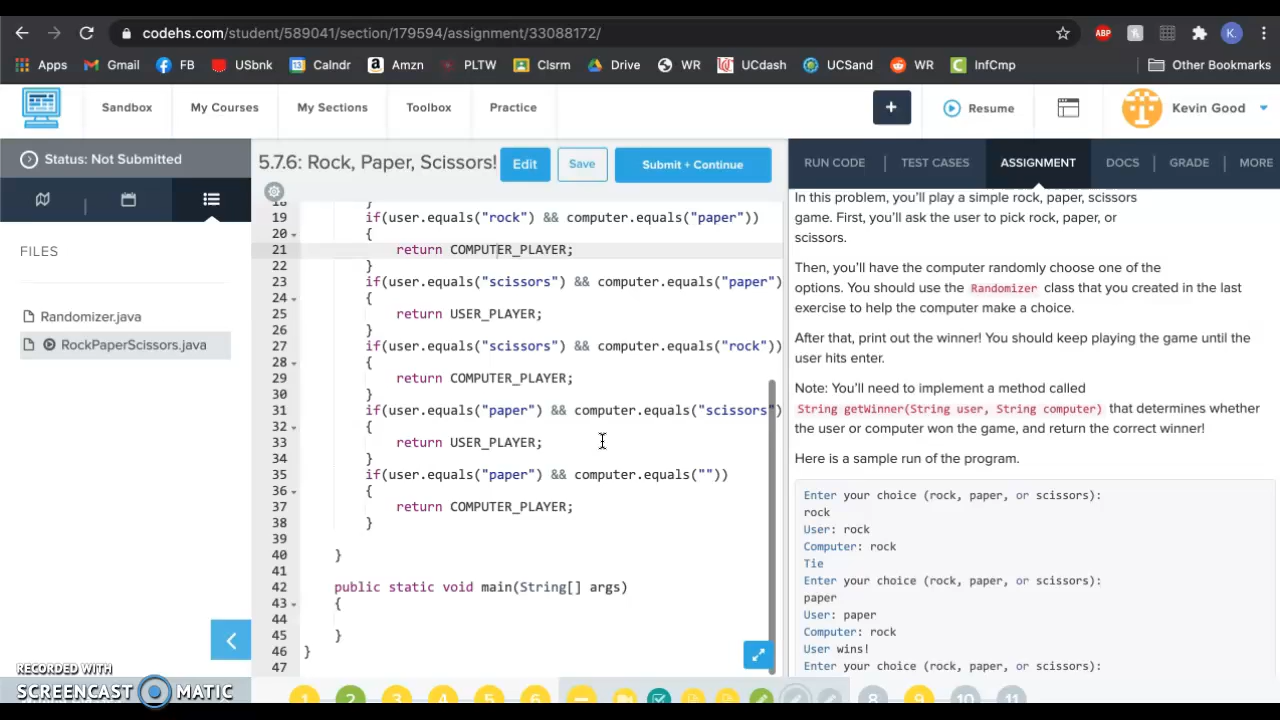 codehs.com/student/589041/section/179594/assignment/33088172/
ABP K.
Apps Gmail FB USbnk Calndr Amzn PLTW Clsrm Drive WR UCdash UCSand WR InfCmp Other Bookmarks
Sandbox My Courses My Sections Toolbox Practice + Resume Kevin Good
Status: Not Submitted
5.7.6: Rock, Paper, Scissors! Edit Save Submit + Continue
RUN CODE TEST CASES ASSIGNMENT DOCS GRADE MORE
FILES
Randomizer.java
RockPaperScissors.java
18 }
19 if(user.equals("rock") && computer.equals("paper"))
20 {
21 return COMPUTER_PLAYER;
22 }
23 if(user.equals("scissors") && computer.equals("paper")
24 {
25 return USER_PLAYER;
26 }
27 if(user.equals("scissors") && computer.equals("rock"))
28 {
29 return COMPUTER_PLAYER;
30 }
31 if(user.equals("paper") && computer.equals("scissors")
32 {
33 return USER_PLAYER;
34 }
35 if(user.equals("paper") && computer.equals(""))
36 {
37 return COMPUTER_PLAYER;
38 }
39
40 }
41
42 public static void main(String[] args)
43 {
44
45 }
46 }
47
In this problem, you'll play a simple rock, paper, scissors
game. First, you'll ask the user to pick rock, paper, or
scissors.
Then, you'll have the computer randomly choose one of the
options. You should use the Randomizer class that you created in the last
exercise to help the computer make a choice.
After that, print out the winner! You should keep playing the game until the
user hits enter.
Note: You'll need to implement a method called
String getWinner(String user, String computer) that determines whether
the user or computer won the game, and return the correct winner!
Here is a sample run of the program.
Enter your choice (rock, paper, or scissors):
rock
User: rock
Computer: rock
Tie
Enter your choice (rock, paper, or scissors):
paper
User: paper
Computer: rock
User wins!
Enter your choice (rock, paper, or scissors):
RECORDED WITH
SCREENCAST MATIC
1 2 3 4 5 6 8 9 10 11